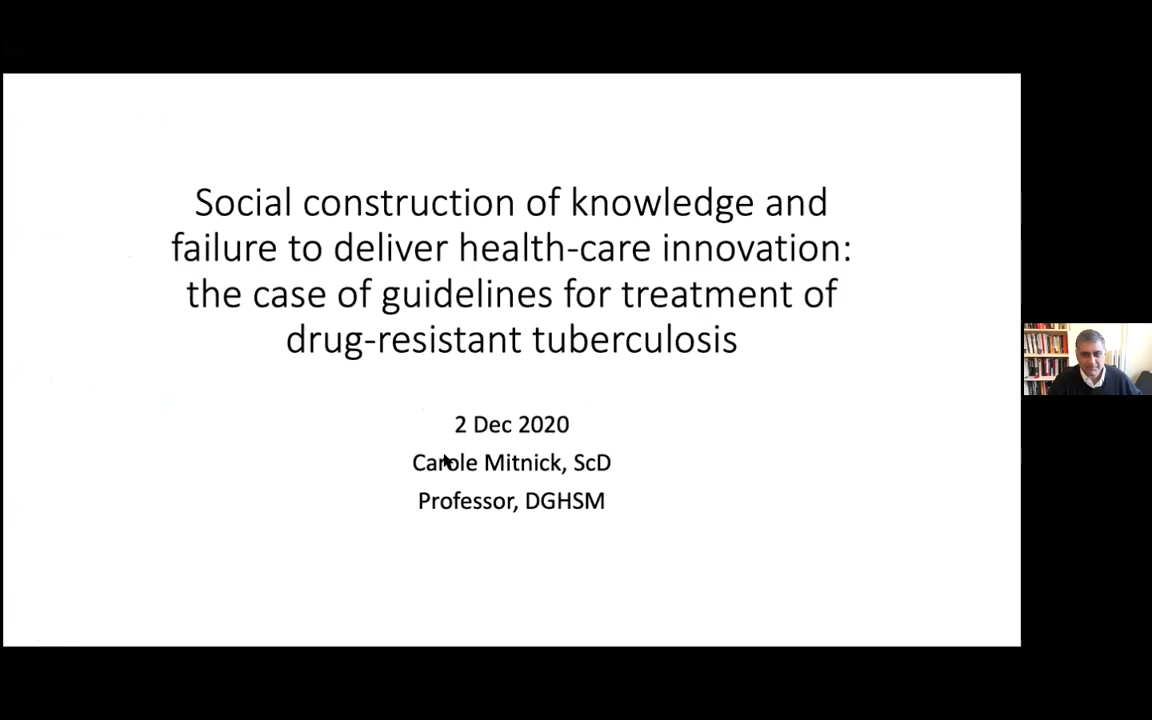 Social construction of knowledge and
failure to deliver health-care innovation:
the case of guidelines for treatment of
drug-resistant tuberculosis
2 Dec 2020
Carole Mitnick, ScD
Professor, DGHSM